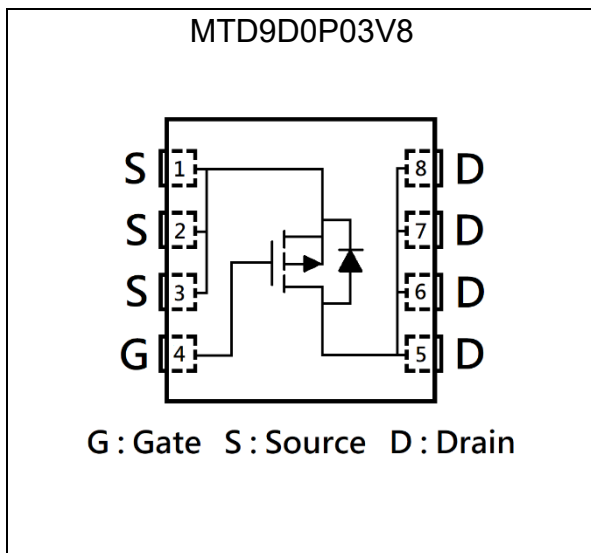 MTD9D0P03V8
S 1 8 D
S 2 7 D
S 3 6 D
G 4 5 D
G : Gate S : Source D : Drain